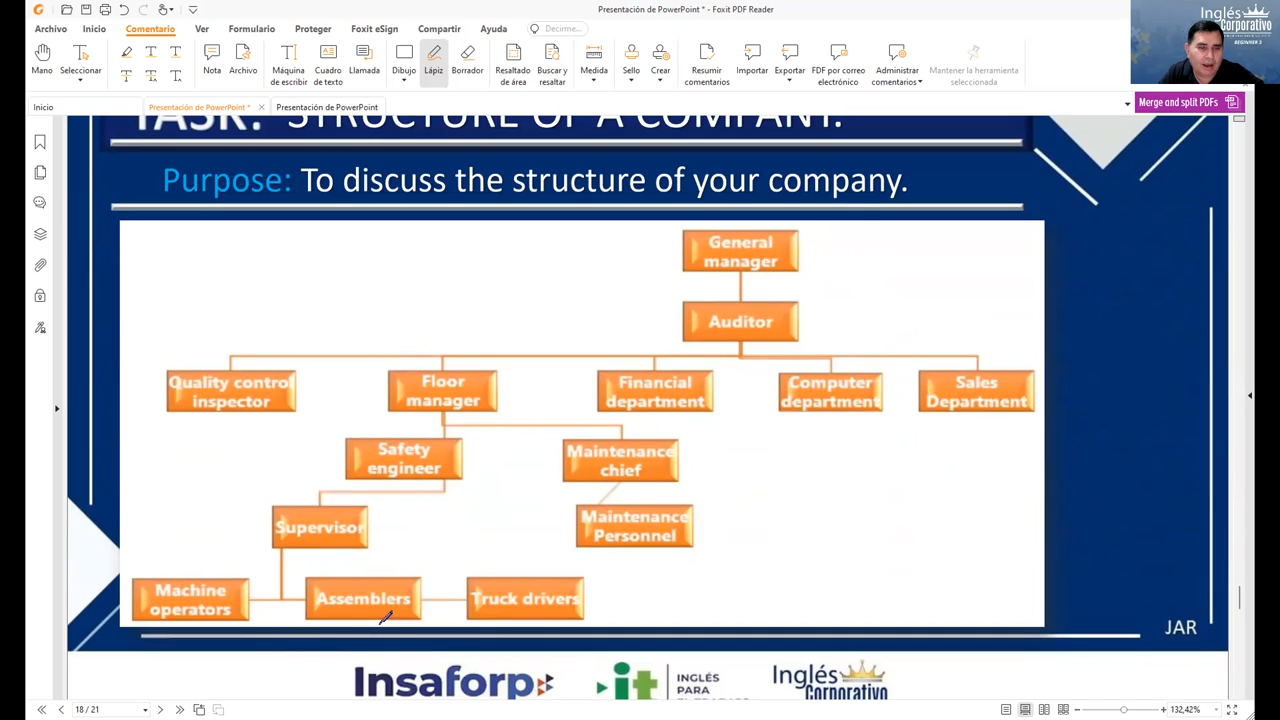 Presentación de PowerPoint * - Foxit PDF Reader
Archivo Inicio Comentario Ver Formulario Proteger Foxit eSign Compartir Ayuda Decirme...
Mano Seleccionar Nota Archivo Máquina de escribir Cuadro de texto Llamada Dibujo Lápiz Borrador Resaltado de área Buscar y resaltar Medida Sello Crear Resumir comentarios Importar Exportar PDF por correo electrónico Administrar comentarios Mantener la herramienta seleccionada
Inglés
Corporativo
BEGINNER 5
Inicio Presentación de PowerPoint * Presentación de PowerPoint Merge and split PDFs
TASK: STRUCTURE OF A COMPANY.
Purpose: To discuss the structure of your company.
General
manager
Auditor
Quality control
inspector
Floor
manager
Financial
department
Computer
department
Sales
Department
Safety
engineer
Maintenance
chief
Supervisor
Maintenance
Personnel
Machine
operators
Assemblers
Truck drivers
JAR
Insaforp
it
INGLÉS
PARA
Inglés
Corporativo
18 / 21
132,42%